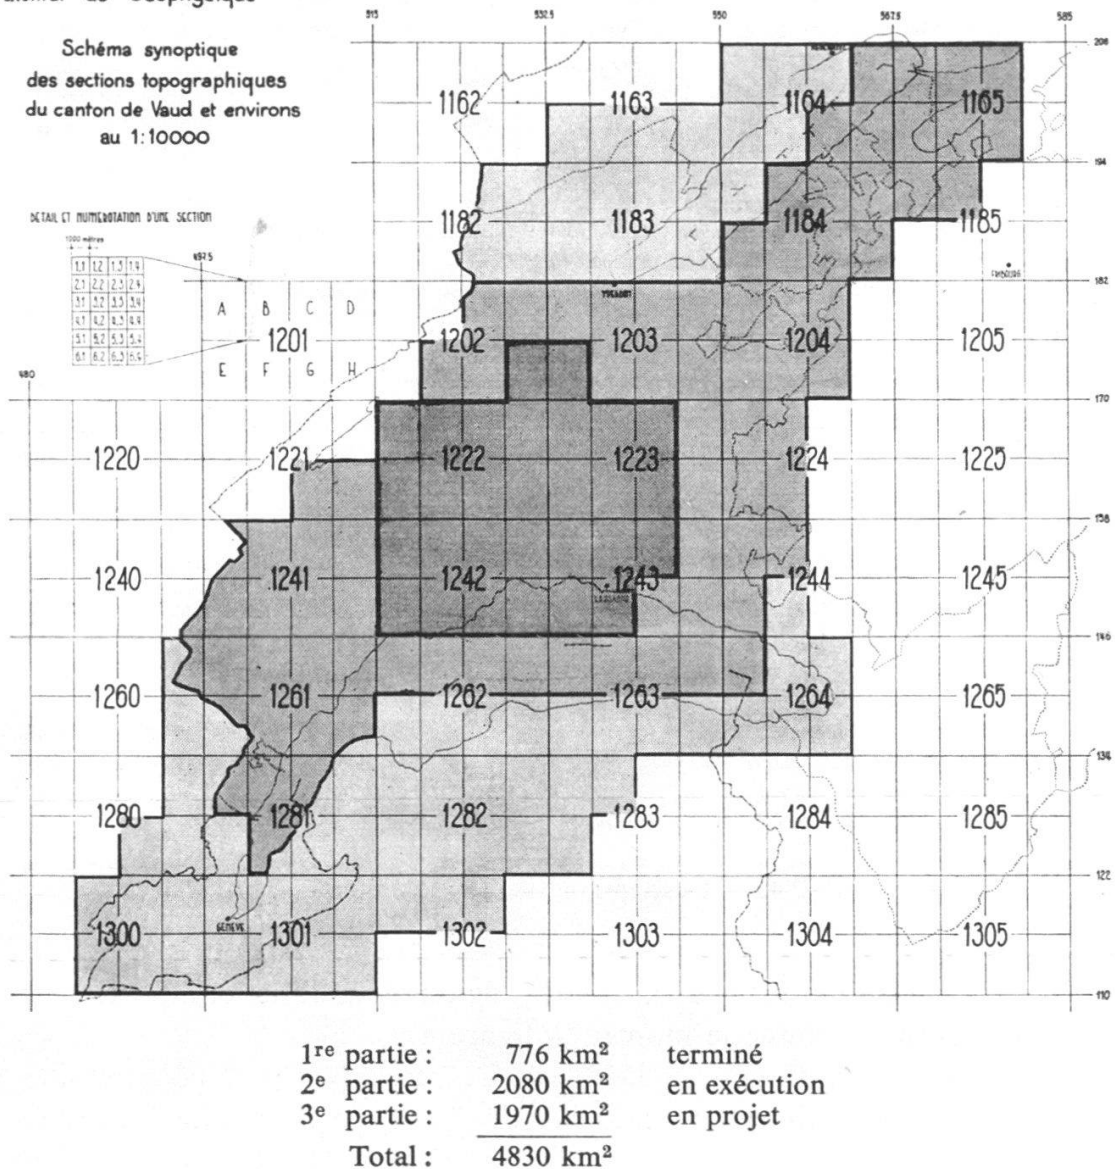 de Géophysique
Schéma synoptique
des sections topographiques
du canton de Vaud et environs
au 1:10000
515 532.5 550 567.5 585
206
1162 1163 1164 1165
194
1182 1183 1184 1185
FRIBOURG
DÉTAIL ET NUMÉROTATION D'UNE SECTION
1000 mètres
497.5
1.1 1.2 1.3 1.4
2.1 2.2 2.3 2.4
3.1 3.2 3.3 3.4
4.1 4.2 4.3 4.4
5.1 5.2 5.3 5.4
6.1 6.2 6.3 6.4
A B C D
1201
E F G H
182
YVERDON
1202 1203 1204 1205
480
170
1220 1221 1222 1223 1224 1225
158
1240 1241 1242 1243 1244 1245
LAUSANNE
146
1260 1261 1262 1263 1264 1265
134
1280 1281 1282 1283 1284 1285
122
GENÈVE
1300 1301 1302 1303 1304 1305
110
1re partie : 776 km² terminé
2e partie : 2080 km² en exécution
3e partie : 1970 km² en projet
Total : 4830 km²